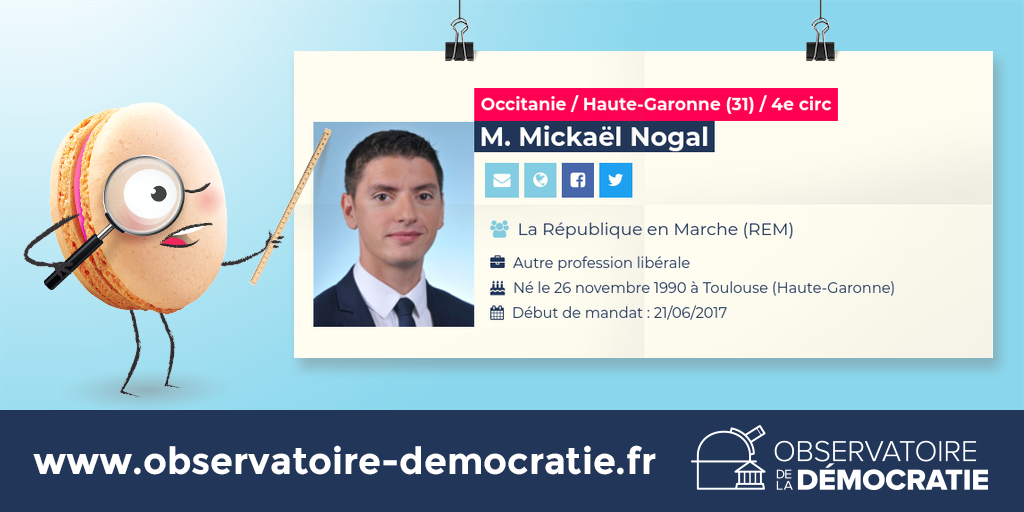 Occitanie / Haute-Garonne (31) / 4e circ
M. Mickaël Nogal
La République en Marche (REM)
Autre profession libérale
Né le 26 novembre 1990 à Toulouse (Haute-Garonne)
Début de mandat : 21/06/2017
www.observatoire-democratie.fr
OBSERVATOIRE
DE LA DÉMOCRATIE